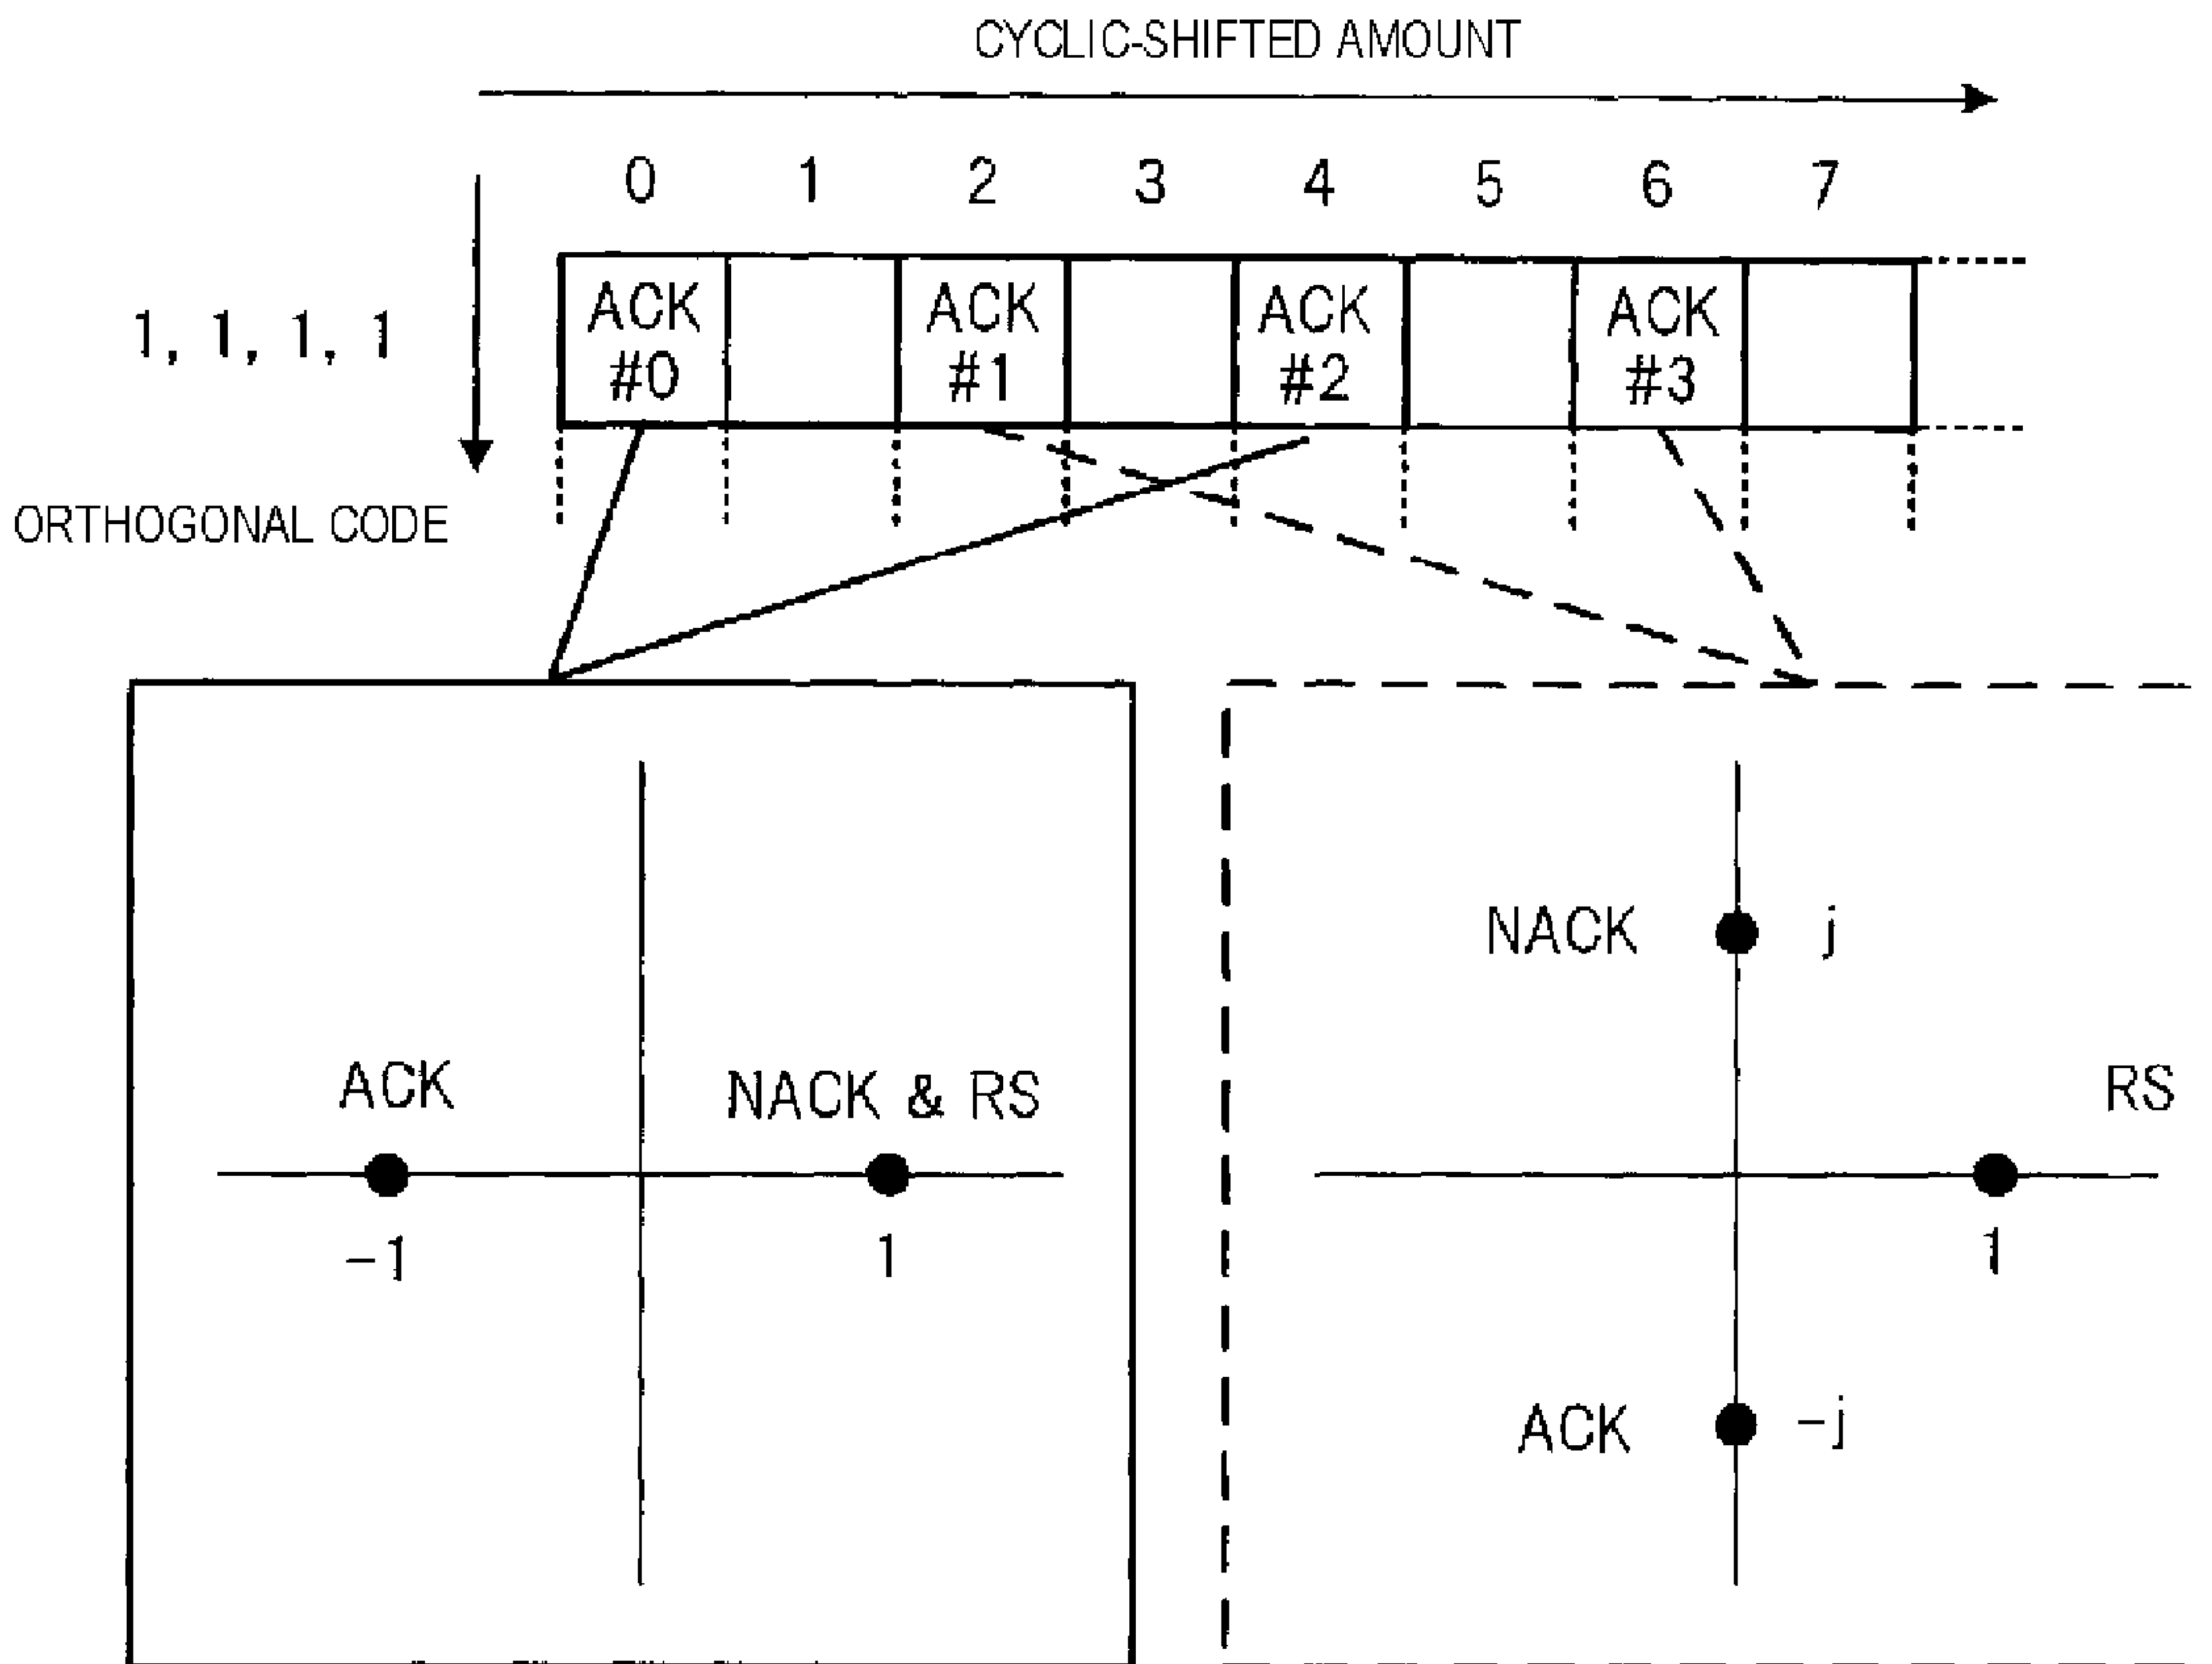 CYCLIC-SHIFTED AMOUNT
0 1 2 3 4 5 6 7
1, 1, 1, 1
ACK #0
ACK #1
ACK #2
ACK #3
ORTHOGONAL CODE
ACK
NACK & RS
-1
1
NACK
j
RS
1
ACK
-j